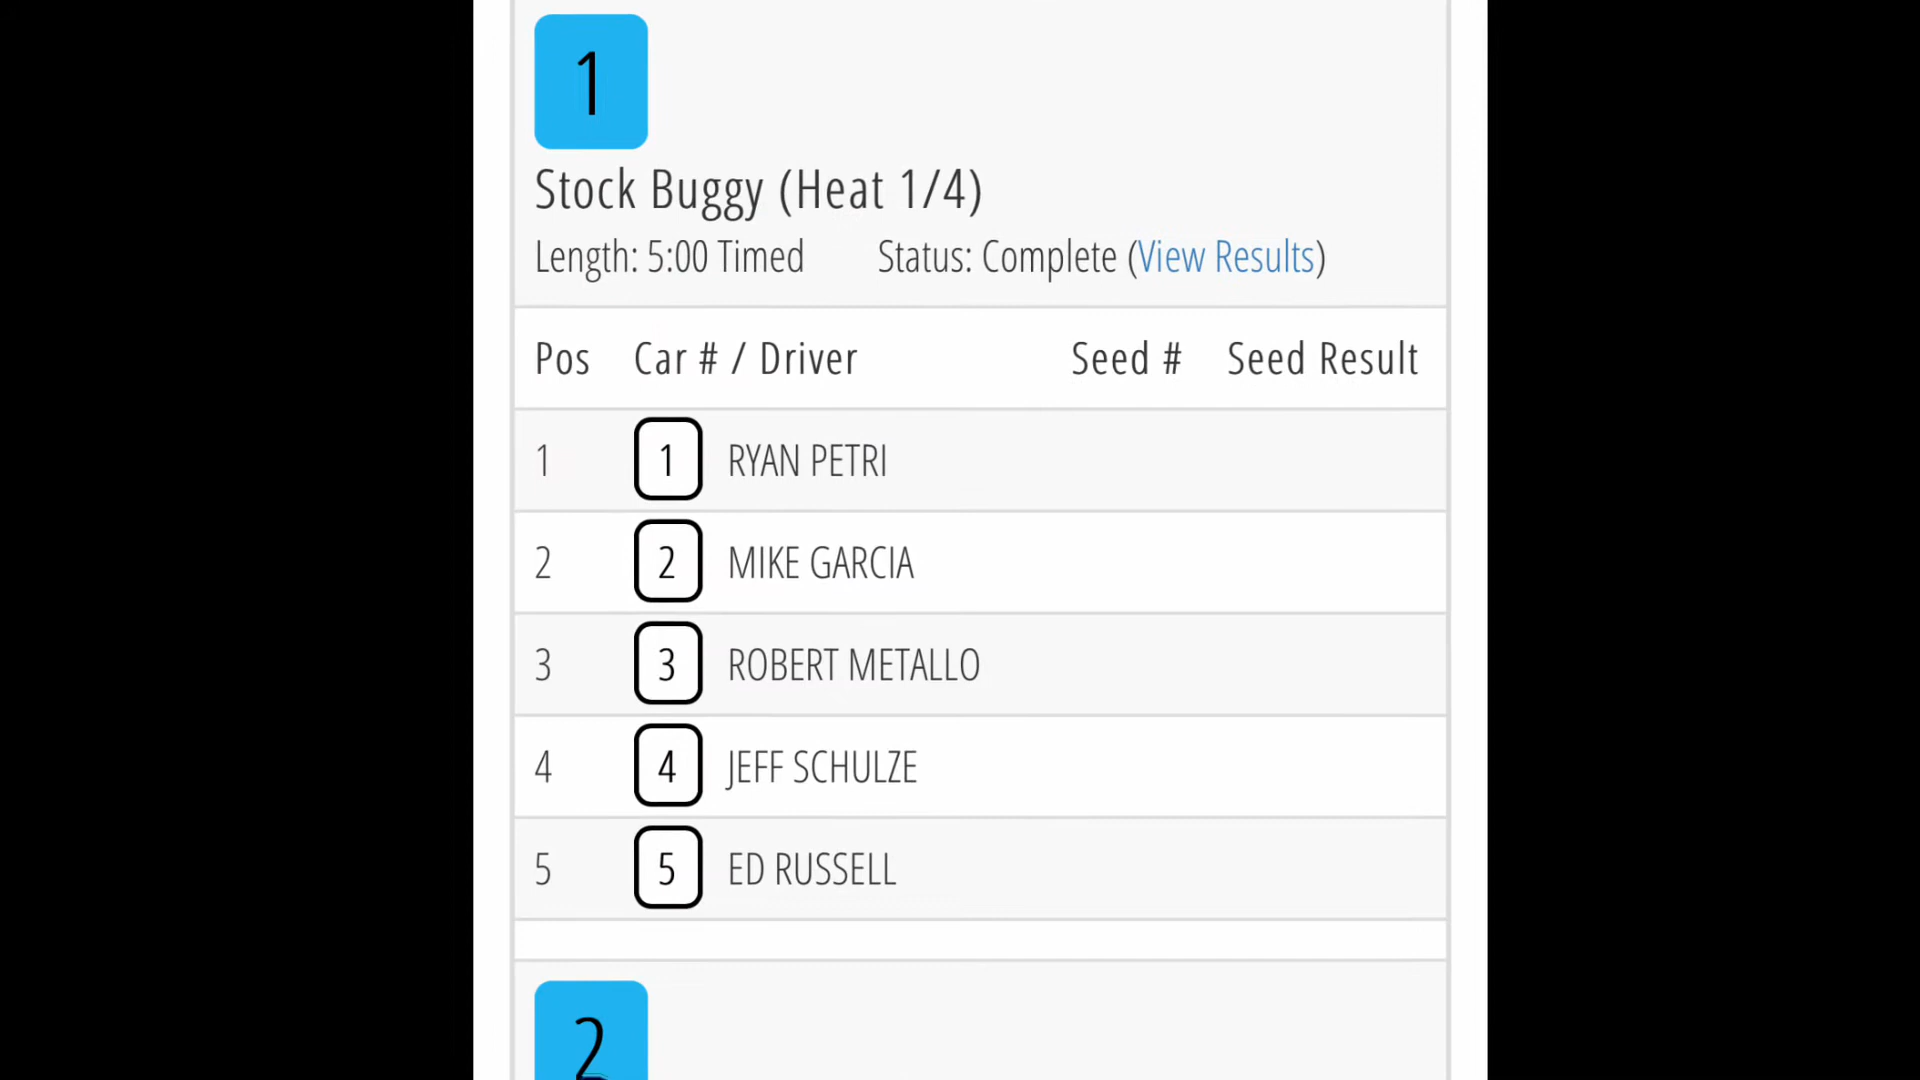 1
Stock Buggy (Heat 1/4)
Length: 5:00 Timed Status: Complete (View Results)
Pos Car # / Driver Seed # Seed Result
1 1 RYAN PETRI
2 2 MIKE GARCIA
3 3 ROBERT METALLO
4 4 JEFF SCHULZE
5 5 ED RUSSELL
2